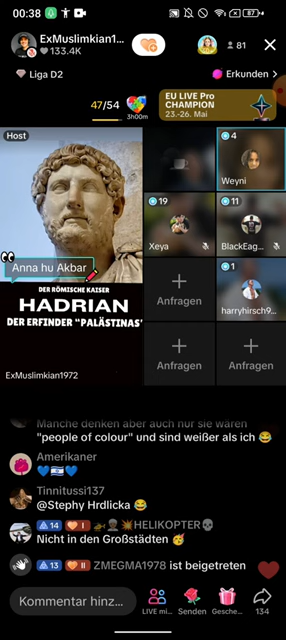 00:38
87
ExMuslimkian1...
133.4K
81
Liga D2
Erkunden >
47/54
3h00m
EU LIVE Pro
CHAMPION
23.-26. Mai
Host
4
Weyni
Anna hu Akbar
19
Xeya
11
BlackEag...
DER RÖMISCHE KAISER
HADRIAN
DER ERFINDER "PALÄSTINAS'
Anfragen
1
harryhirsch9...
ExMuslimkian1972
Anfragen
Anfragen
Manche denken aber auch nur sie wären
"people of colour" und sind weißer als ich 😂
Amerikaner
💙🇮🇱💙
Tinnitussi137
@Stephy Hrdlicka 😂
14 I HELIKOPTER
Nicht in den Großstädten 🥳
13 II ZMEGMA1978 ist beigetreten
Kommentar hinz...
LIVE mi...
Senden
Gesche...
134